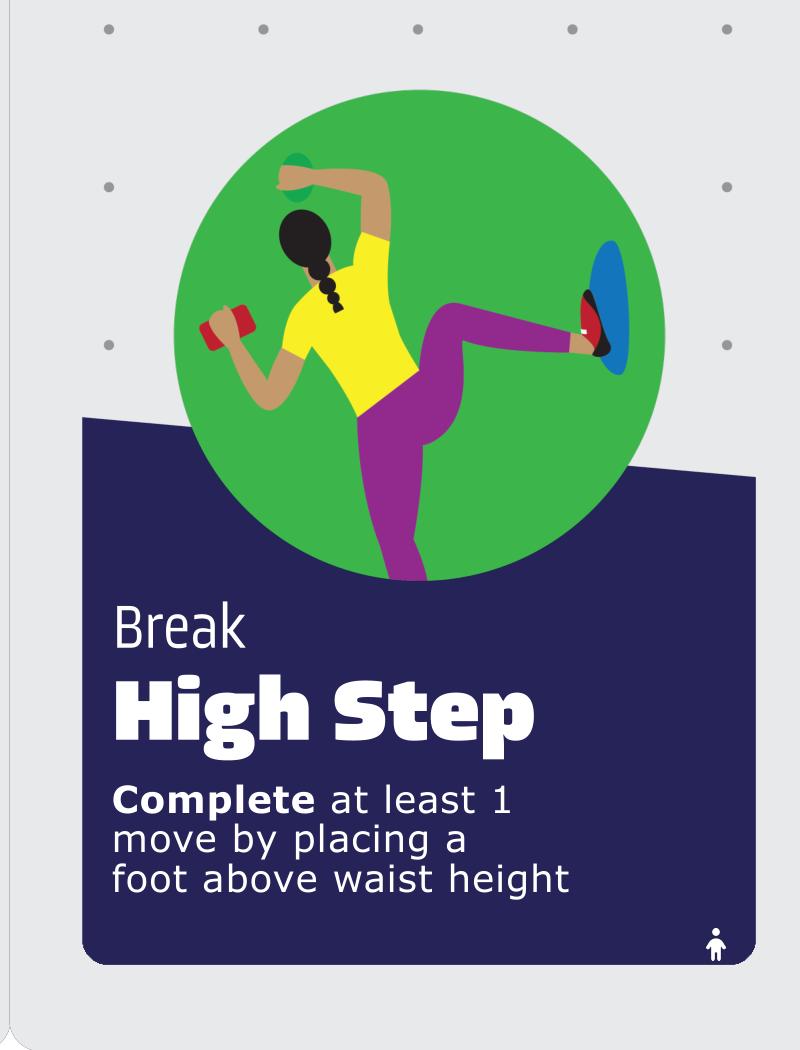 Break
High Step
Complete at least 1
move by placing a
foot above waist height